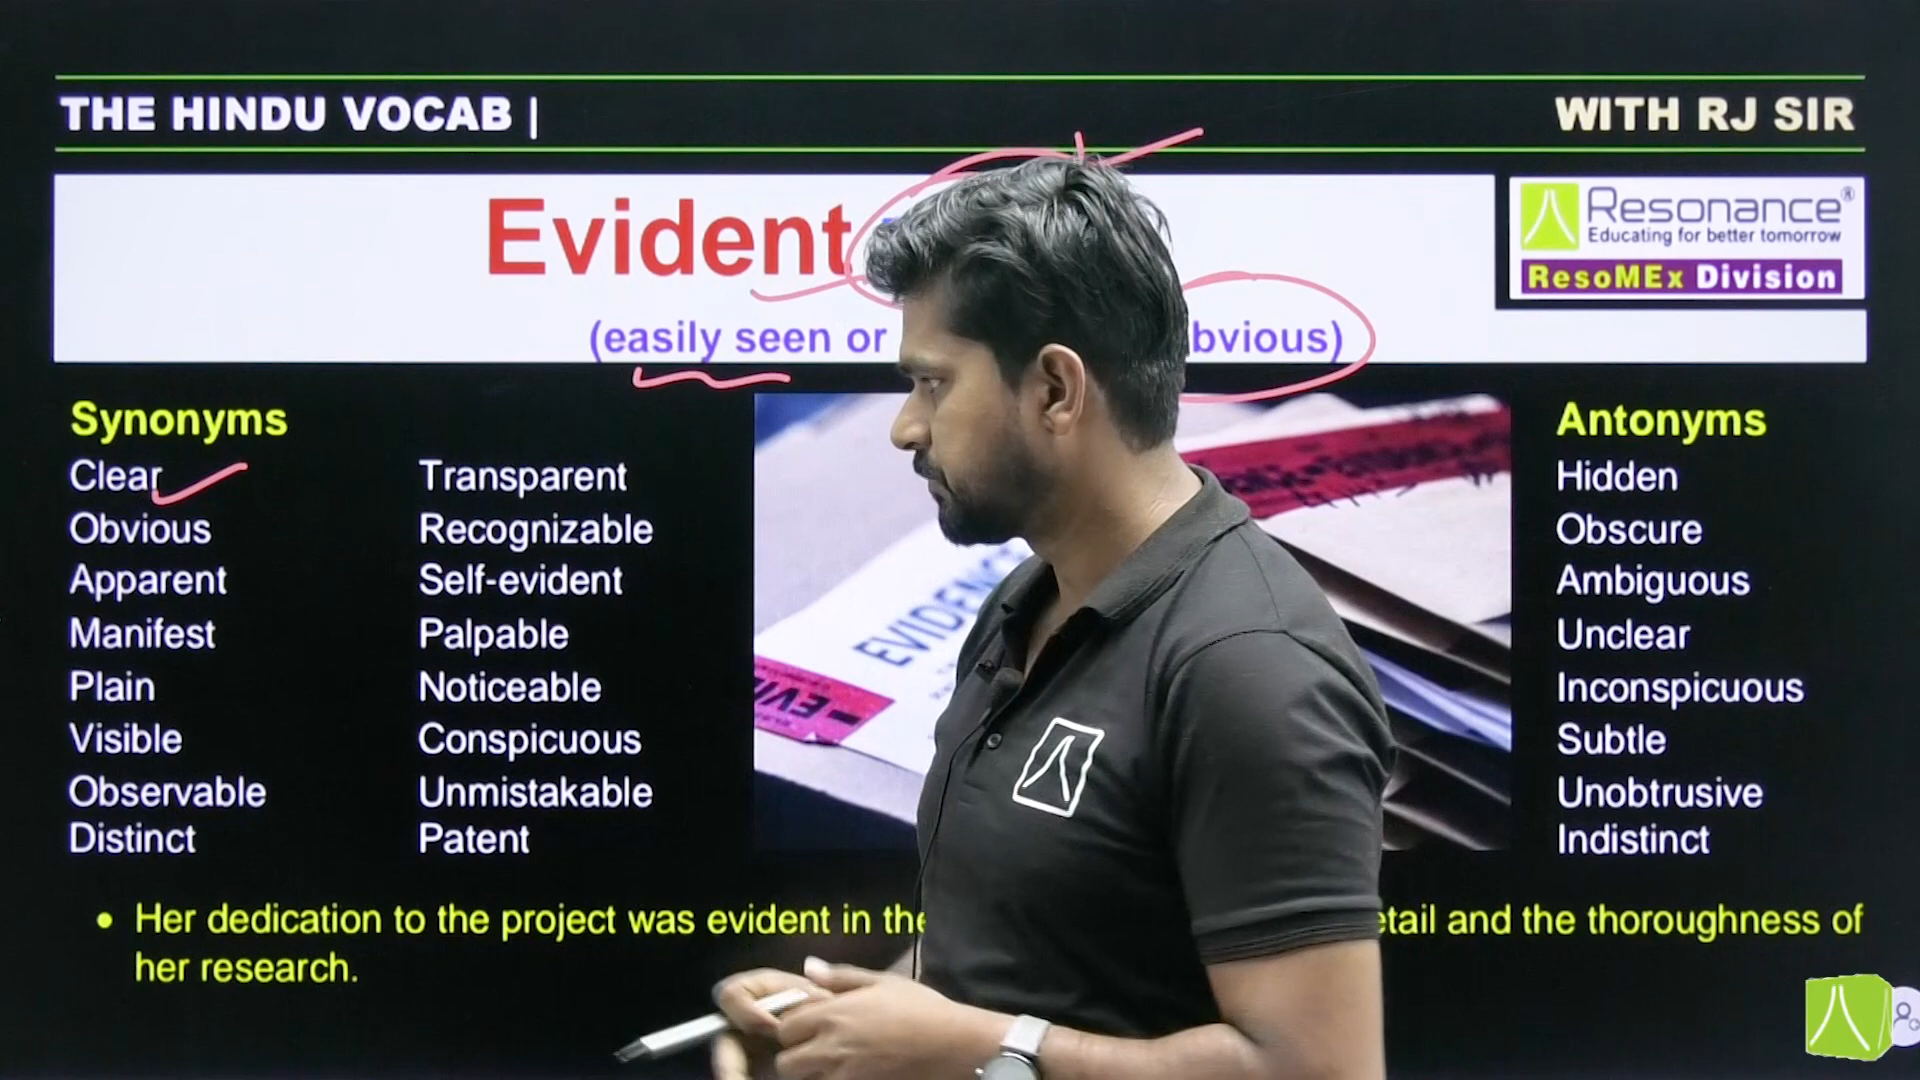 THE HINDU VOCAB |
WITH RJ SIR
Evident
(easily seen or bvious)
Resonance®
Educating for better tomorrow
ResoMEx Division
Synonyms
Clear
Obvious
Apparent
Manifest
Plain
Visible
Observable
Distinct
Transparent
Recognizable
Self-evident
Palpable
Noticeable
Conspicuous
Unmistakable
Patent
EVIDENC
EVI
Antonyms
Hidden
Obscure
Ambiguous
Unclear
Inconspicuous
Subtle
Unobtrusive
Indistinct
• Her dedication to the project was evident in the etail and the thoroughness of
her research.